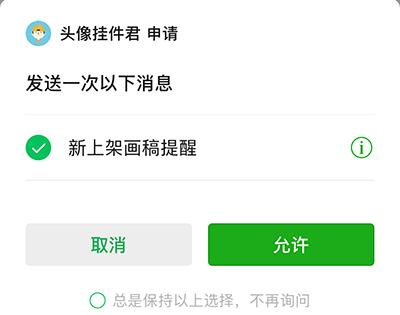 头像挂件君 申请
发送一次以下消息
新上架画稿提醒
取消
允许
总是保持以上选择，不再询问